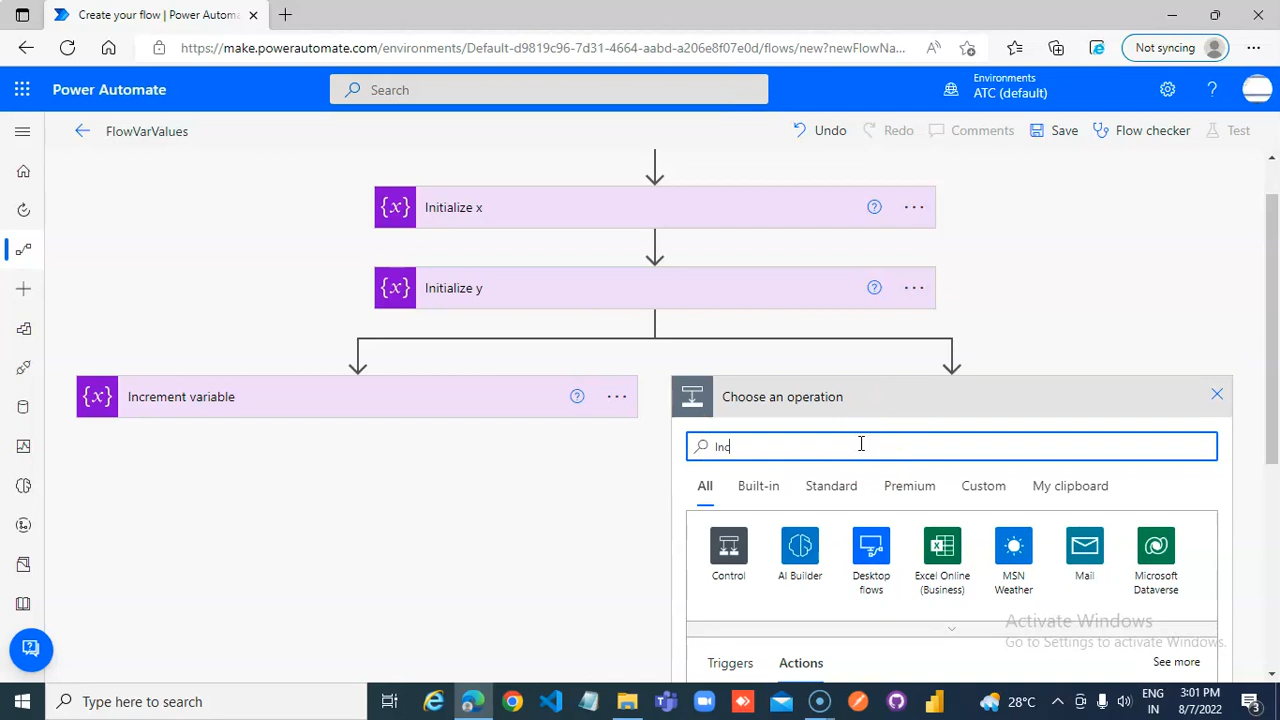 Create your flow | Power Automa
https://make.powerautomate.com/environments/Default-d9819c96-7d31-4664-aabd-a206e8f07e0d/flows/new?newFlowNa...
Not syncing
Power Automate
Search
Environments
ATC (default)
FlowVarValues
Undo
Redo
Comments
Save
Flow checker
Test
{x} Initialize x
{x} Initialize y
{x} Increment variable
Choose an operation
Inc
All
Built-in
Standard
Premium
Custom
My clipboard
Control
AI Builder
Desktop flows
Excel Online (Business)
MSN Weather
Mail
Microsoft Dataverse
Activate Windows
Go to Settings to activate Windows.
Triggers
Actions
See more
Type here to search
28°C
ENG
IN
3:01 PM
8/7/2022
3